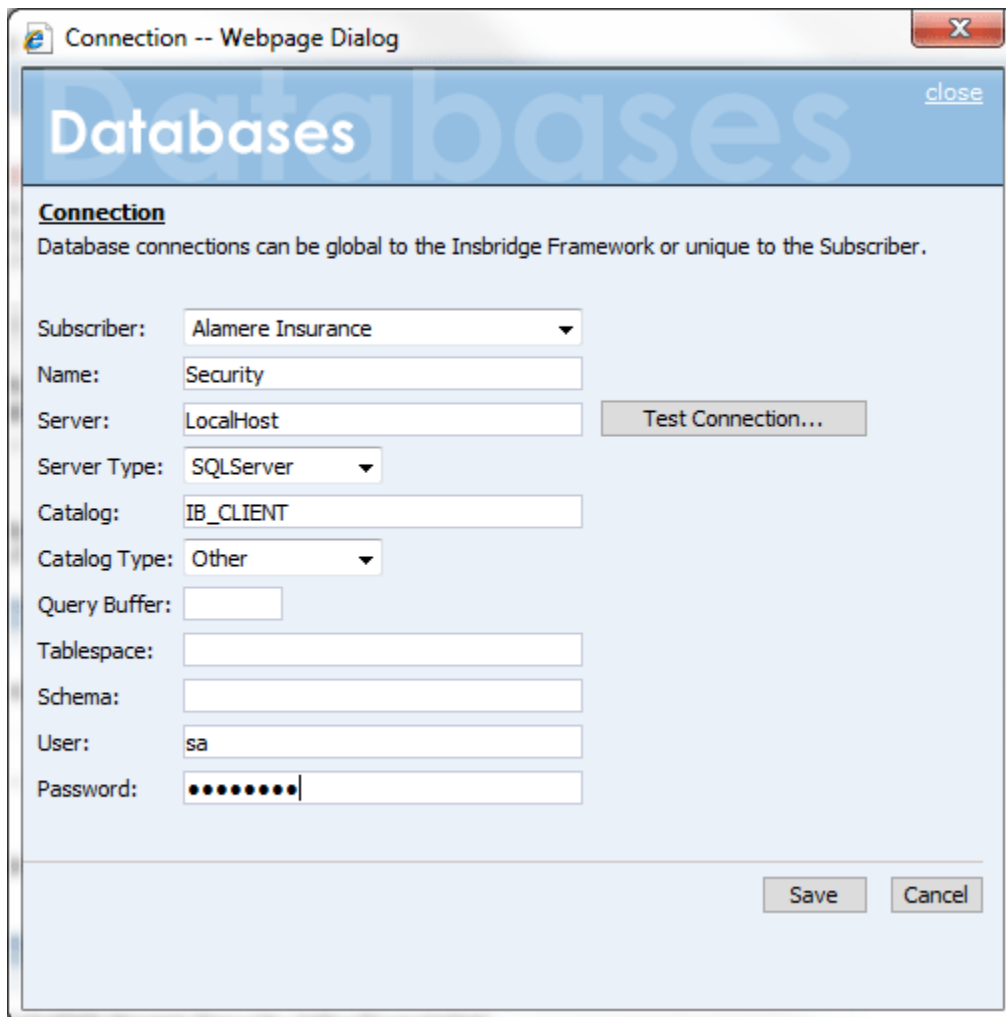 Connection -- Webpage Dialog
close
Databases
Databases
Connection
Database connections can be global to the Insbridge Framework or unique to the Subscriber.
Subscriber: Alamere Insurance
Name: Security
Server: LocalHost Test Connection...
Server Type: SQLServer
Catalog: IB_CLIENT
Catalog Type: Other
Query Buffer:
Tablespace:
Schema:
User: sa
Password: ••••••••
Save Cancel